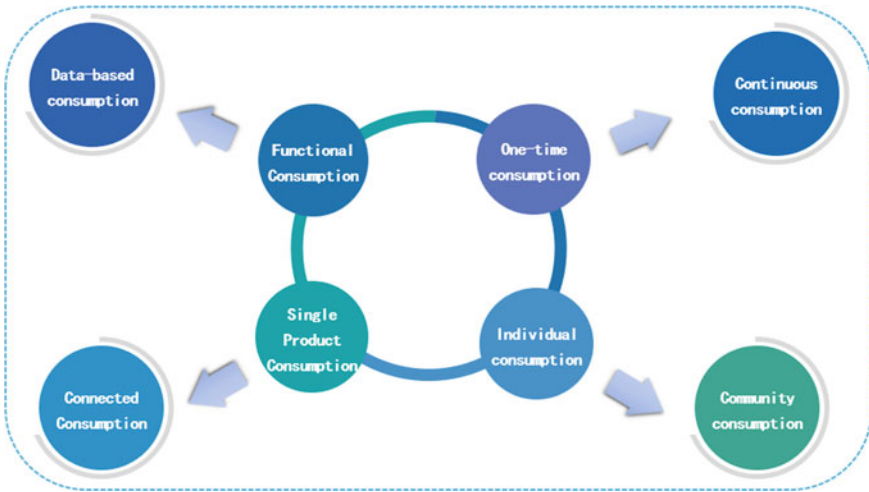 Data-based
consumption
Functional
Consumption
One-time
consumption
Continuous
consumption
Single
Product
Consumption
Individual
consumption
Connected
Consumption
Community
consumption